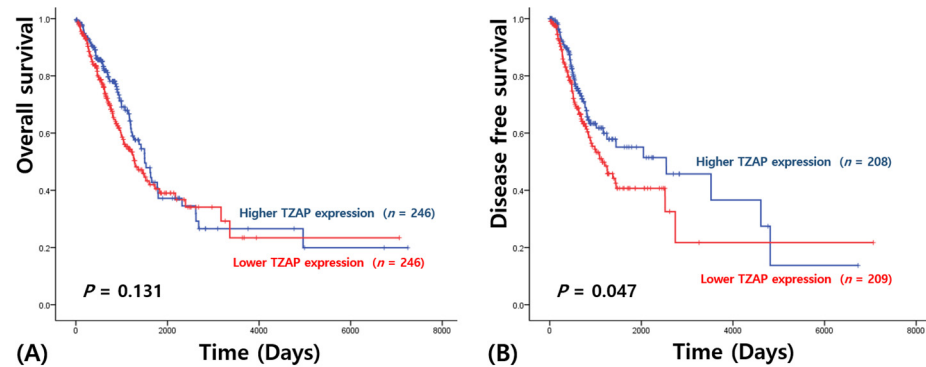 Overall survival
1.0
0.8
0.6
0.4
0.2
0.0
Higher TZAP expression (n = 246)
Lower TZAP expression (n = 246)
P = 0.131
0
2000
4000
6000
8000
(A)
Time (Days)
Disease free survival
1.0
0.8
0.6
0.4
0.2
0.0
Higher TZAP expression (n = 208)
Lower TZAP expression (n = 209)
P = 0.047
0
2000
4000
6000
8000
(B)
Time (Days)